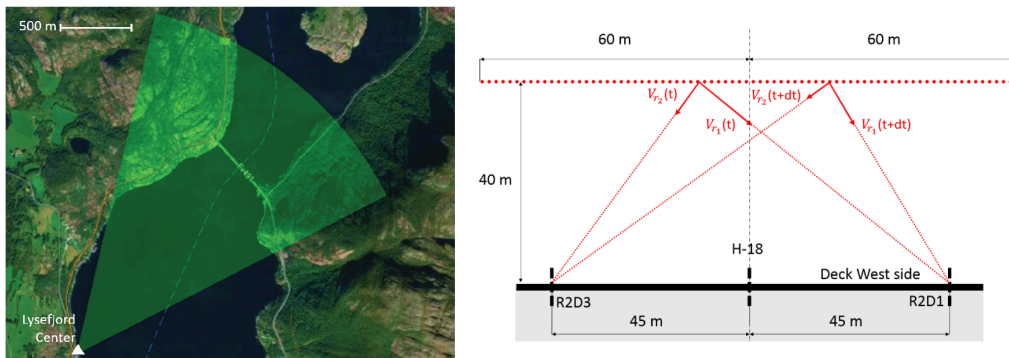 500 m
Fv491
Lysefjord
Center
60 m
60 m
V_{r_2}(t)
V_{r_2}(t+dt)
V_{r_1}(t)
V_{r_1}(t+dt)
40 m
H-18
Deck West side
R2D3
R2D1
45 m
45 m